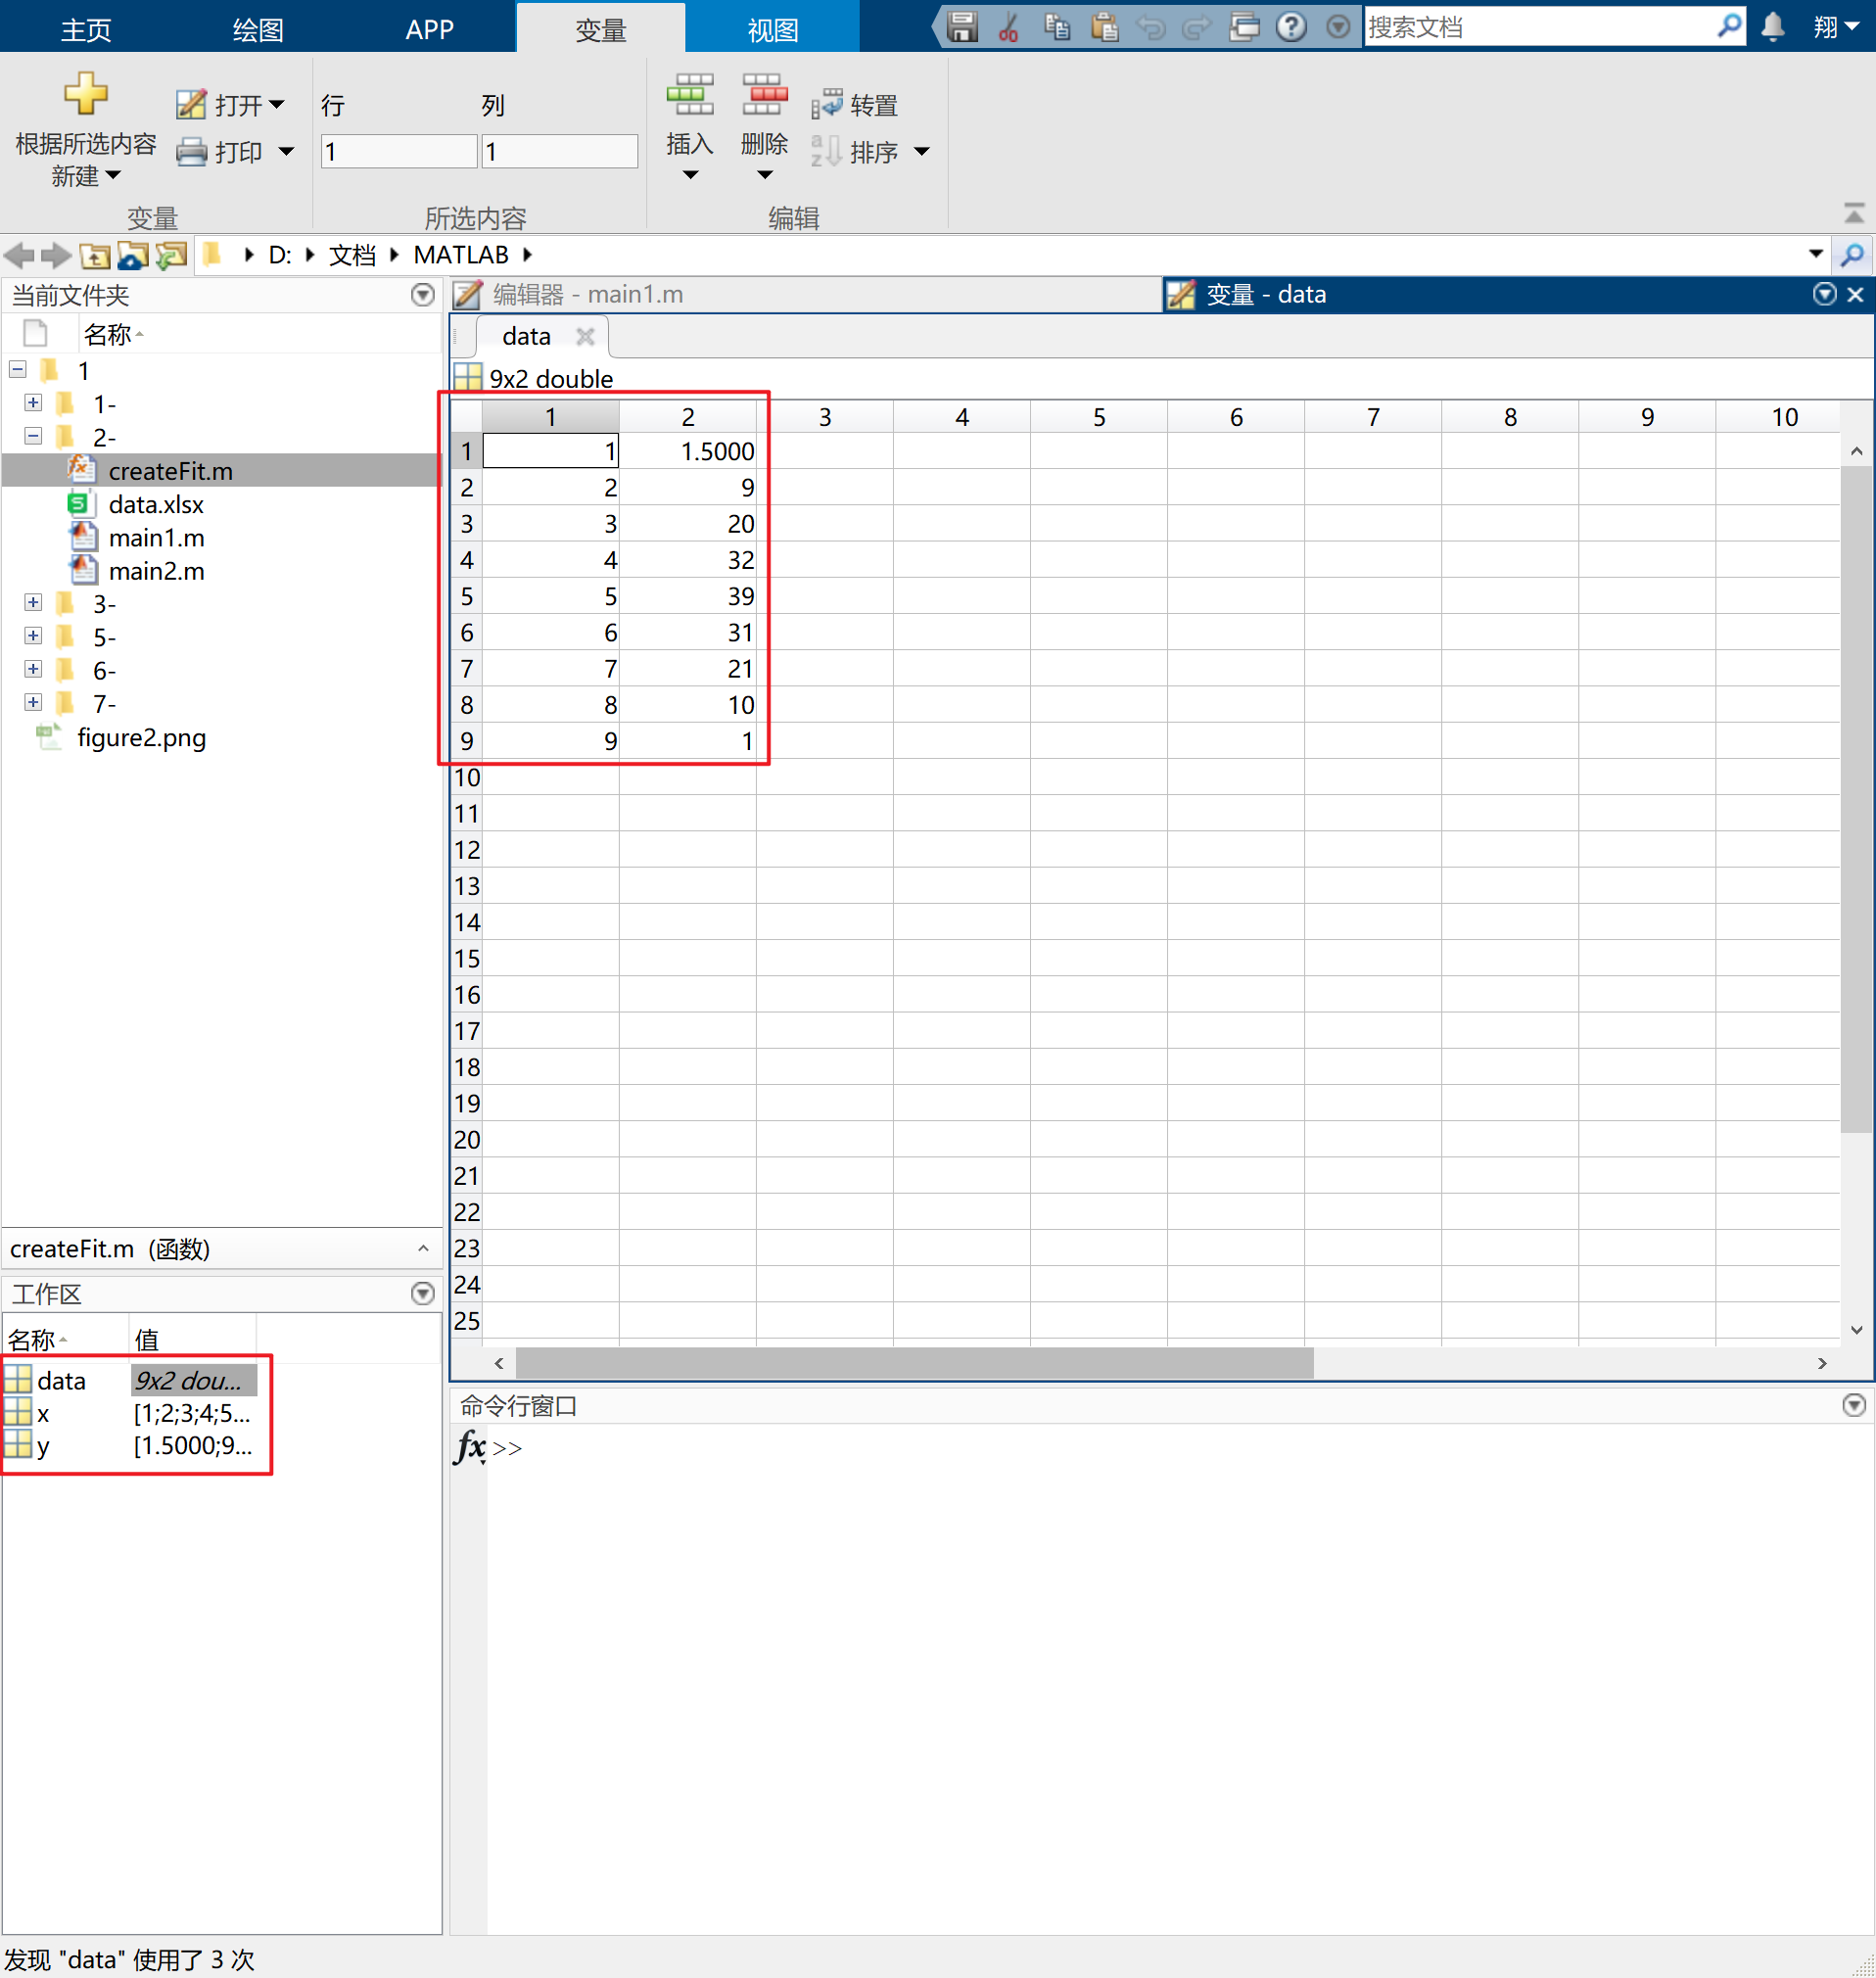 主页 绘图 APP 变量 视图 搜索文档 翔
根据所选内容
新建
打开
打印
行 列
1 1
插入 删除 转置
排序
变量 所选内容 编辑
D: 文档 MATLAB
当前文件夹
名称
1
1-
2-
createFit.m
data.xlsx
main1.m
main2.m
3-
5-
6-
7-
figure2.png
createFit.m (函数)
工作区
名称 值
data 9x2 dou...
x [1;2;3;4;5...
y [1.5000;9...
编辑器 - main1.m 变量 - data
data
9x2 double
1 2 3 4 5 6 7 8 9 10
1 1 1.5000
2 2 9
3 3 20
4 4 32
5 5 39
6 6 31
7 7 21
8 8 10
9 9 1
10
11
12
13
14
15
16
17
18
19
20
21
22
23
24
25
命令行窗口
fx >>
发现 "data" 使用了 3 次